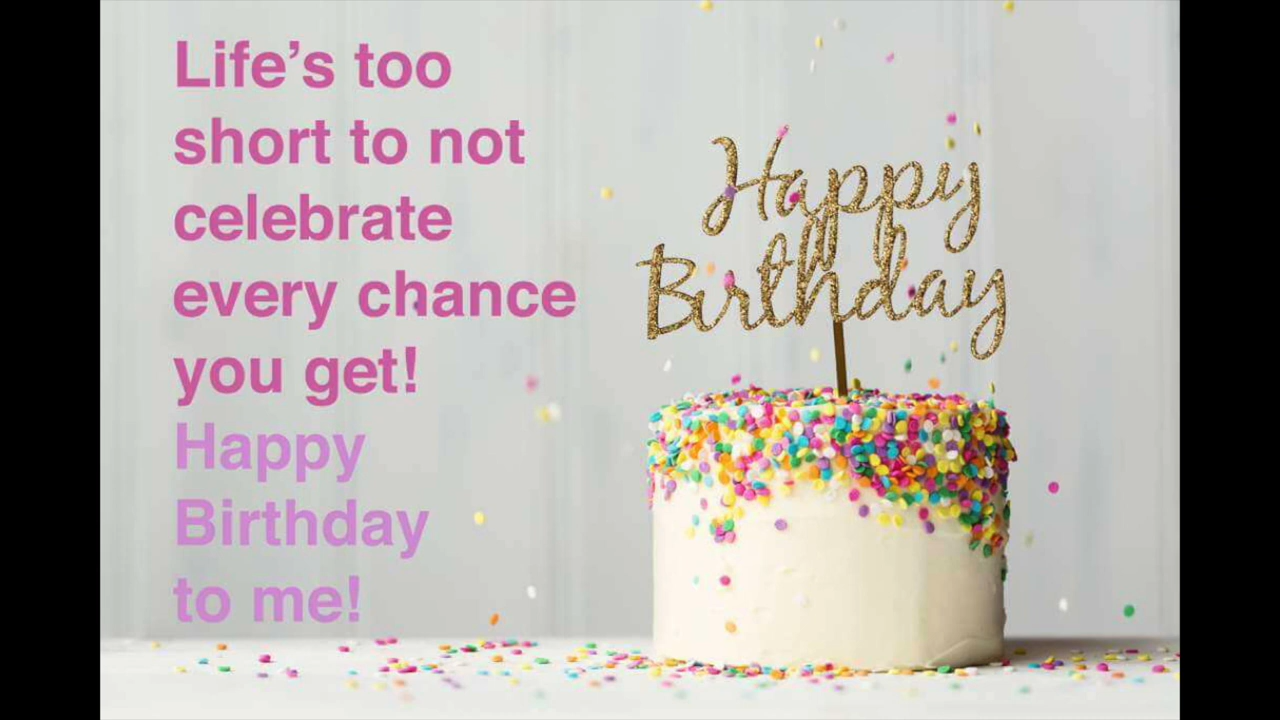 Life’s too
short to not
celebrate
every chance
you get!
Happy
Birthday
to me!
Happy
Birthday